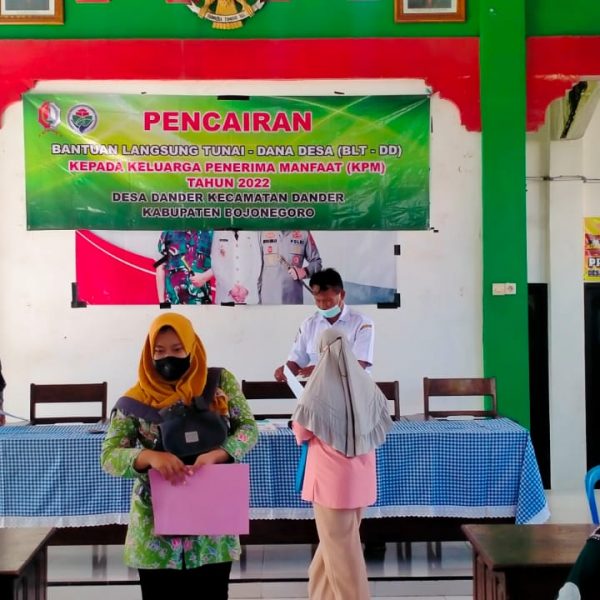 PENCAIRAN
BANTUAN LANGSUNG TUNAI - DANA DESA (BLT - DD)
KEPADA KELUARGA PENERIMA MANFAAT (KPM)
TAHUN 2022
DESA DANDER KECAMATAN DANDER
KABUPATEN BOJONEGORO